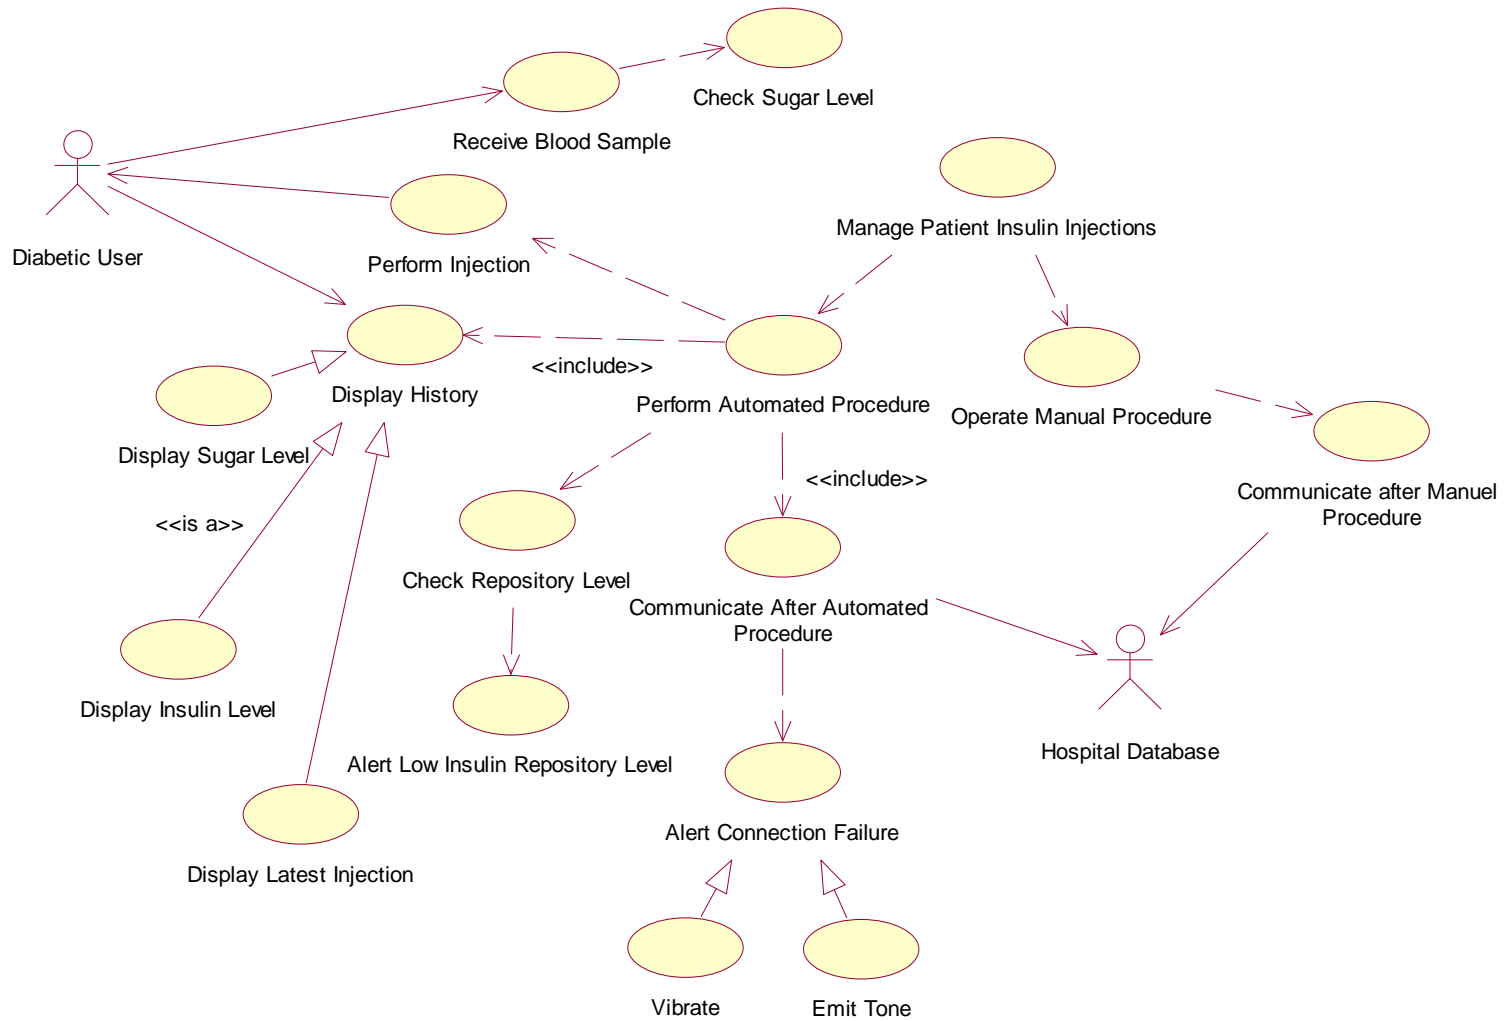 Check Sugar Level
Receive Blood Sample
Manage Patient Insulin Injections
Diabetic User
Perform Injection
<<include>>
Display History
Perform Automated Procedure
Operate Manual Procedure
Display Sugar Level
<<include>>
Communicate after Manuel
Procedure
<<is a>>
Check Repository Level
Communicate After Automated
Procedure
Display Insulin Level
Hospital Database
Alert Low Insulin Repository Level
Alert Connection Failure
Display Latest Injection
Vibrate
Emit Tone